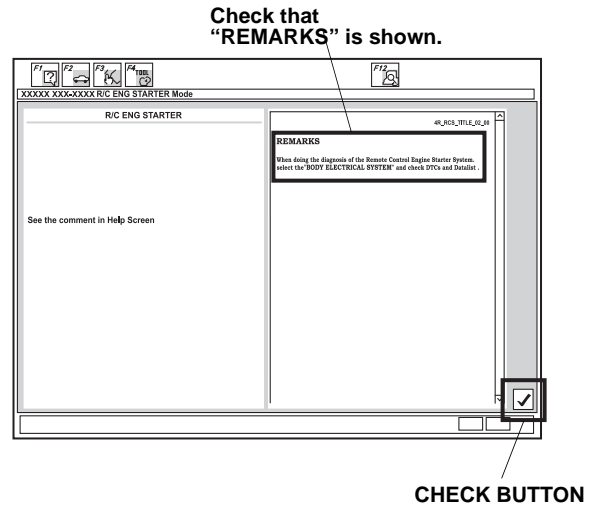 Check that
“REMARKS” is shown.
F1 F2 F3 F4 TOOL F12
XXXXX XXX-XXXX R/C ENG STARTER Mode
R/C ENG STARTER
See the comment in Help Screen
4R_RCS_TITLE_02_00
REMARKS
When doing the diagnosis of the Remote Control Engine Starter System.
select the"BODY ELECTRICAL SYSTEM" and check DTCs and Datalist .
CHECK BUTTON